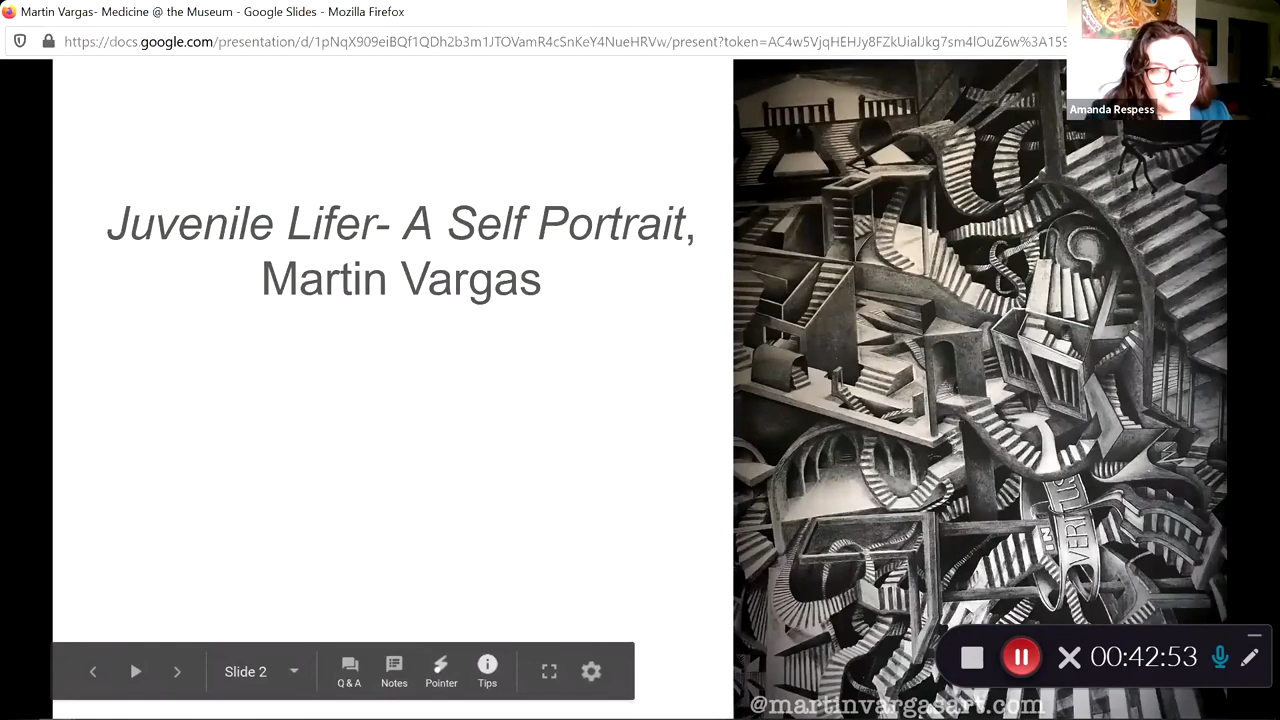 Martin Vargas- Medicine @ the Museum - Google Slides - Mozilla Firefox
https://docs.google.com/presentation/d/1pNqX909eiBQf1QDh2b3m1JTOVamR4cSnKeY4NueHRVw/present?token=AC4w5VjqHEHJy8FZkUialJkg7sm4lOuZ6w%3A159
Amanda Respess
Juvenile Lifer- A Self Portrait,
Martin Vargas
IN
VERITUS
Slide 2
Q & A
Notes
Pointer
Tips
00:42:53
@martinvargasart.com